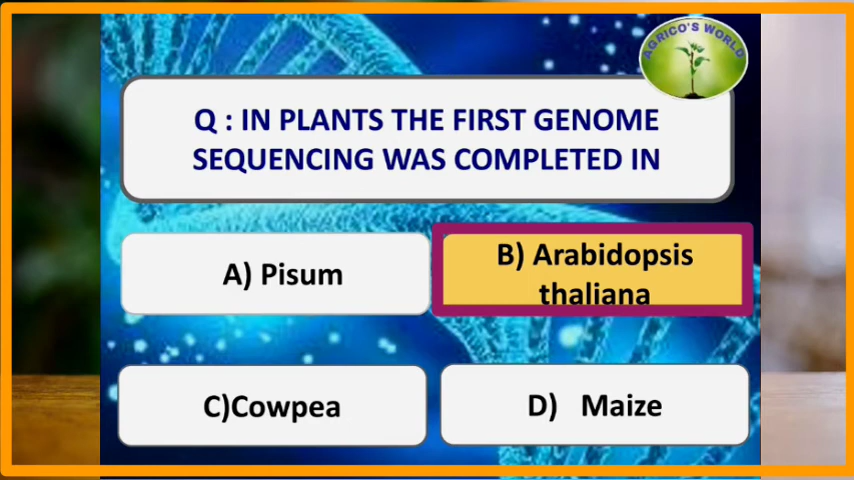 AGRICO'S WORLD
Q : IN PLANTS THE FIRST GENOME
SEQUENCING WAS COMPLETED IN
A) Pisum
B) Arabidopsis
thaliana
C)Cowpea
D) Maize